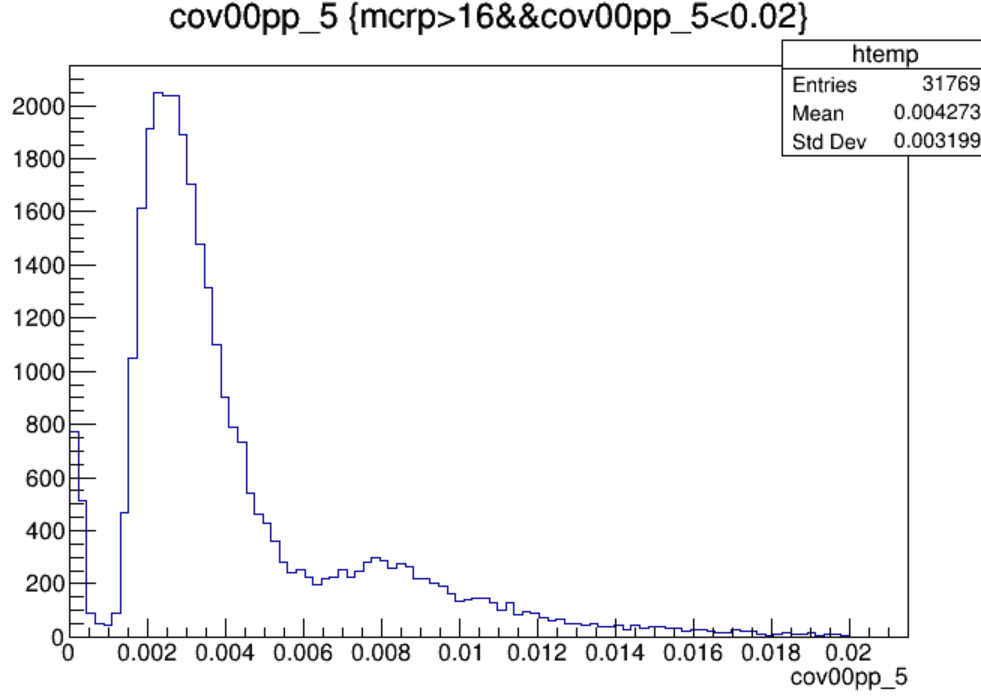 cov00pp_5 {mcrp>16&&cov00pp_5<0.02}
htemp
Entries 31769
Mean 0.004273
Std Dev 0.003199
2000
1800
1600
1400
1200
1000
800
600
400
200
0
0 0.002 0.004 0.006 0.008 0.01 0.012 0.014 0.016 0.018 0.02
cov00pp_5